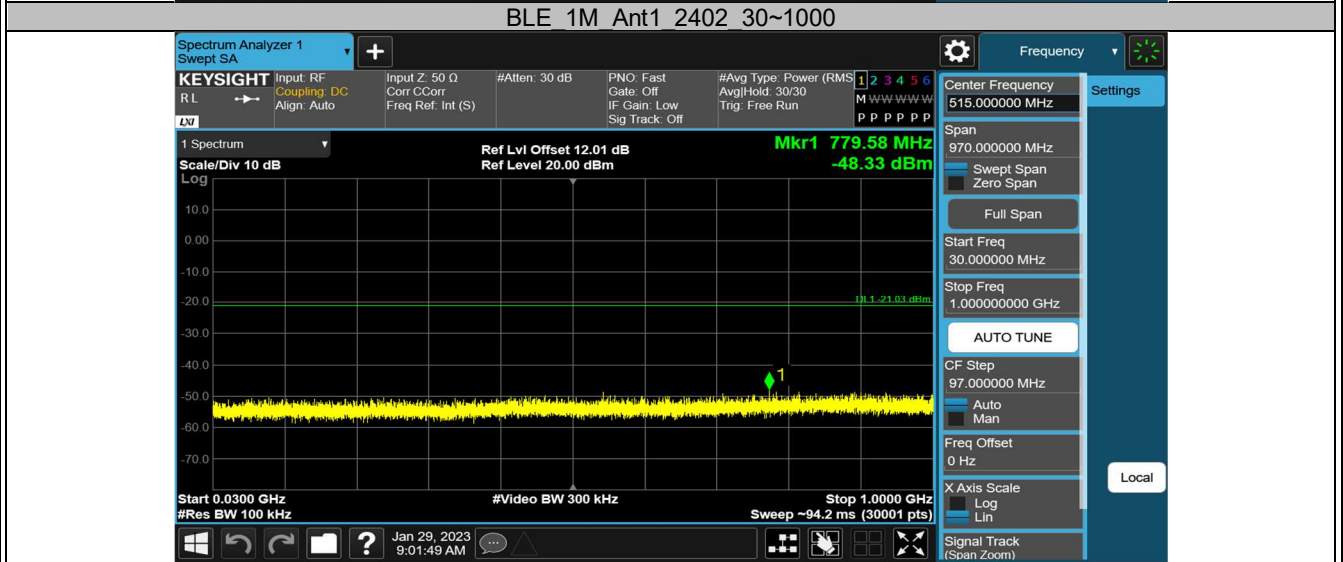 BLE_1M_Ant1_2402_30~1000
Spectrum Analyzer 1
Swept SA
Frequency
KEYSIGHT
RL
LXI
Input: RF
Coupling: DC
Align: Auto
Input Z: 50 Ω
Corr CCorr
Freq Ref: Int (S)
#Atten: 30 dB
PNO: Fast
Gate: Off
IF Gain: Low
Sig Track: Off
#Avg Type: Power (RMS
Avg|Hold: 30/30
Trig: Free Run
1 2 3 4 5 6
M W W W W W
P P P P P P
1 Spectrum
Scale/Div 10 dB
Log
Ref Lvl Offset 12.01 dB
Ref Level 20.00 dBm
Mkr1 779.58 MHz
-48.33 dBm
10.0
0.00
-10.0
-20.0
DL1 -21.03 dBm
-30.0
-40.0
1
-50.0
-60.0
-70.0
Start 0.0300 GHz
#Res BW 100 kHz
#Video BW 300 kHz
Stop 1.0000 GHz
Sweep ~94.2 ms (30001 pts)
Center Frequency
515.000000 MHz
Span
970.000000 MHz
Swept Span
Zero Span
Full Span
Start Freq
30.000000 MHz
Stop Freq
1.000000000 GHz
AUTO TUNE
CF Step
97.000000 MHz
Auto
Man
Freq Offset
0 Hz
X Axis Scale
Log
Lin
Signal Track
(Span Zoom)
Settings
Local
?
Jan 29, 2023
9:01:49 AM